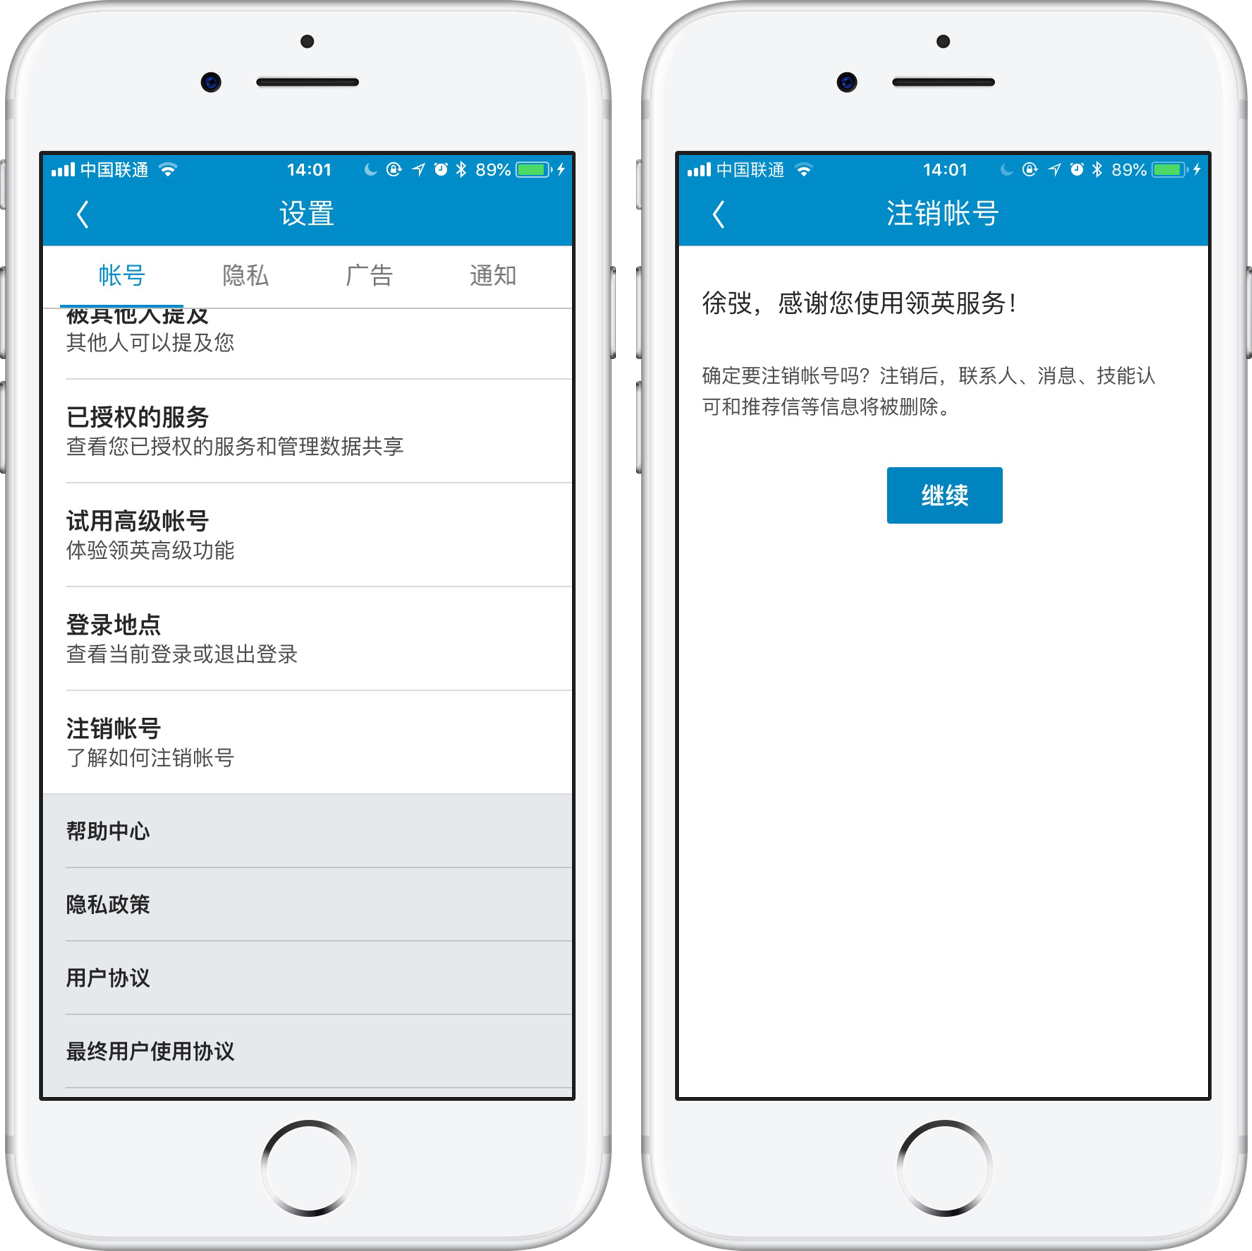 中国联通
14:01
89%
设置
帐号
隐私
广告
通知
被其他人提及
其他人可以提及您
已授权的服务
查看您已授权的服务和管理数据共享
试用高级帐号
体验领英高级功能
登录地点
查看当前登录或退出登录
注销帐号
了解如何注销帐号
帮助中心
隐私政策
用户协议
最终用户使用协议
中国联通
14:01
89%
注销帐号
徐弢，感谢您使用领英服务！
确定要注销帐号吗？注销后，联系人、消息、技能认
可和推荐信等信息将被删除。
继续